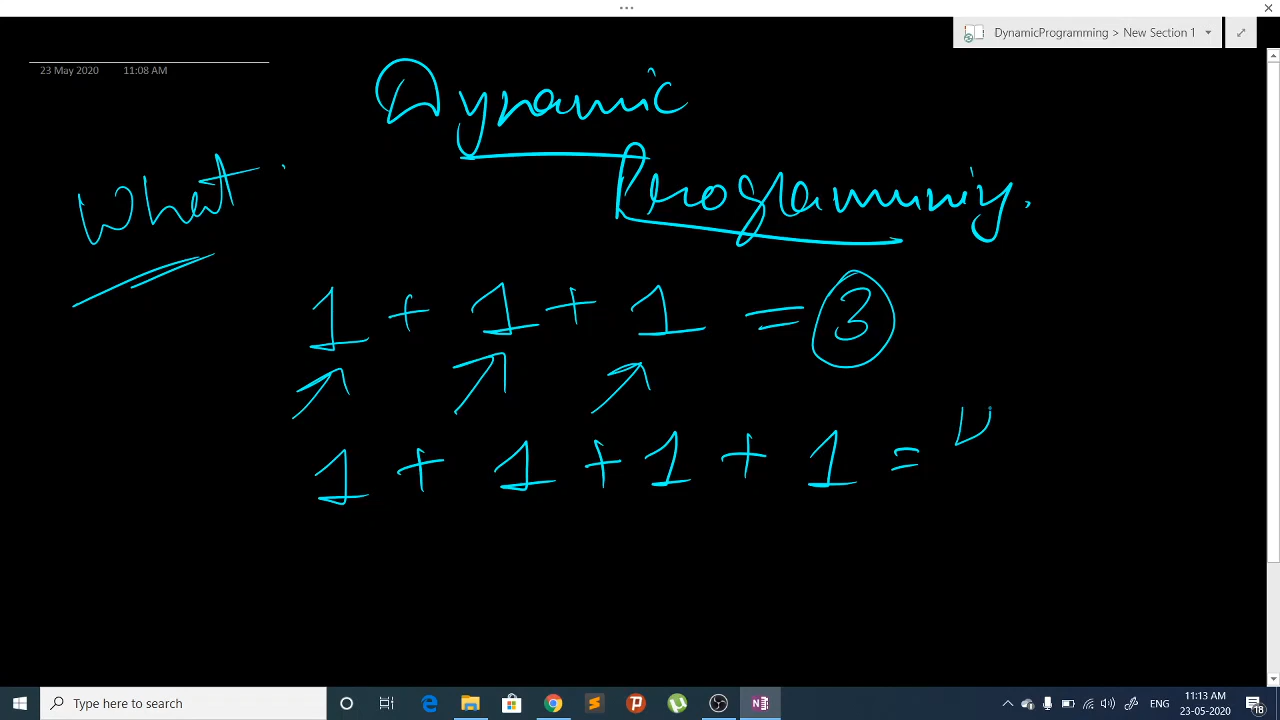 DynamicProgramming > New Section 1
23 May 2020 11:08 AM
Dynamic
Programming.
What.
1 + 1 + 1 = 3
1 + 1 + 1 + 1 =
Type here to search
ENG
11:13 AM
23-05-2020
18